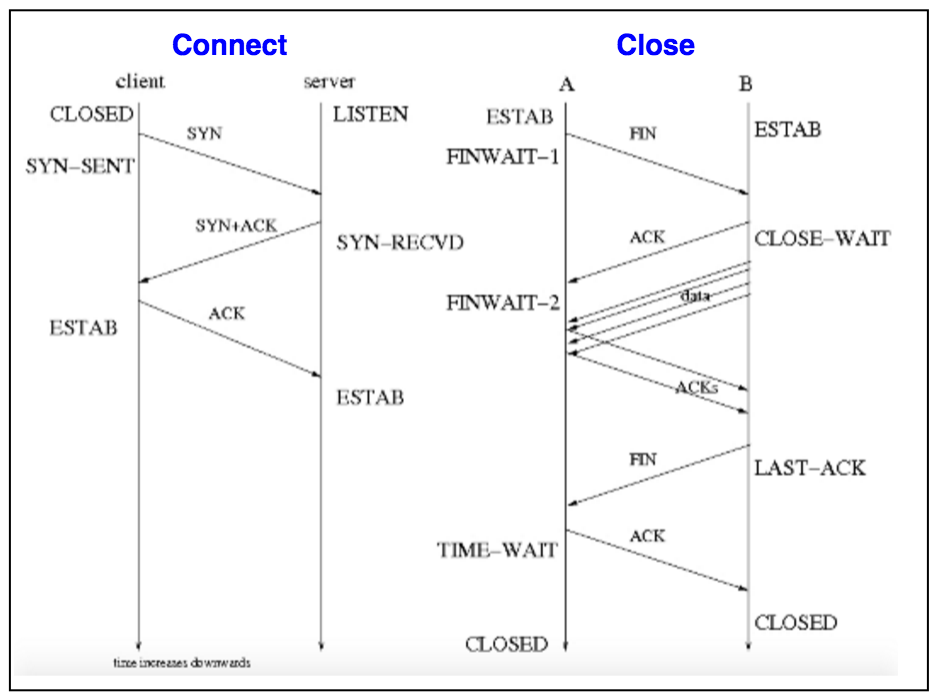 Connect
client
server
CLOSED
LISTEN
SYN
SYN–SENT
SYN+ACK
SYN–RECVD
ACK
ESTAB
ESTAB
time increases downwards
Close
A
B
ESTAB
ESTAB
FIN
FINWAIT–1
ACK
CLOSE–WAIT
data
FINWAIT–2
ACKs
FIN
LAST–ACK
ACK
TIME–WAIT
CLOSED
CLOSED